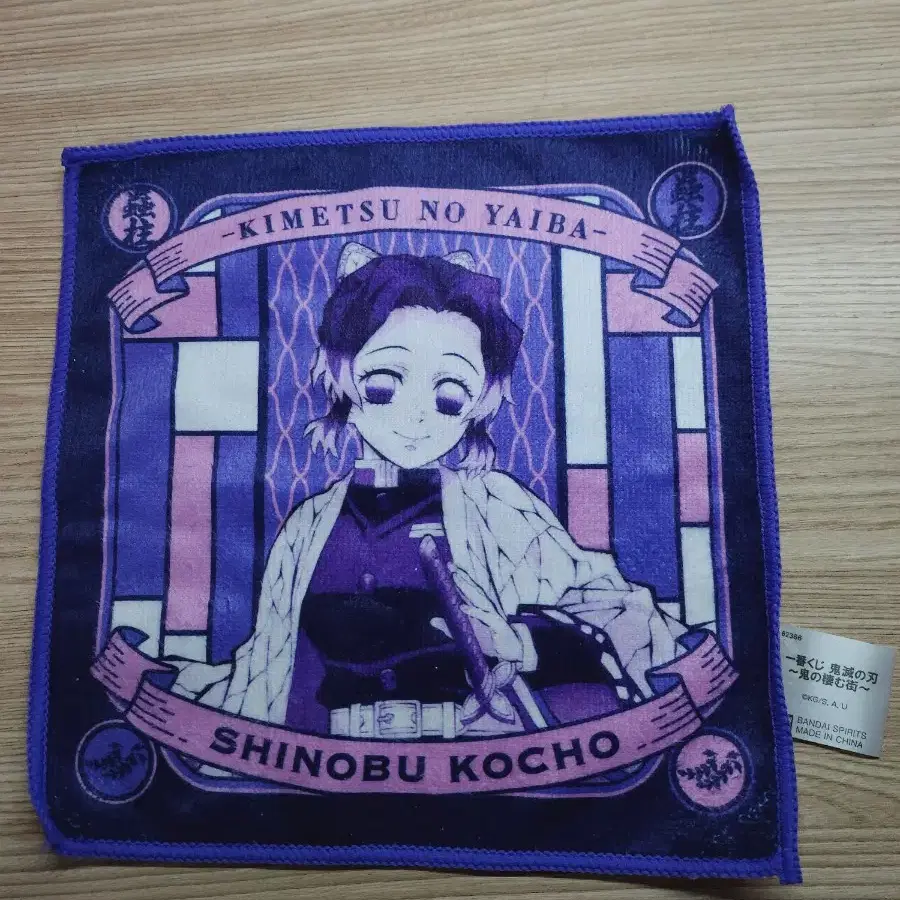 蟲柱
蟲柱
-KIMETSU NO YAIBA-
SHINOBU KOCHO
62386
一番くじ 鬼滅の刃
～鬼の棲む街～
©KG/S, A, U
BANDAI SPIRITS
MADE IN CHINA